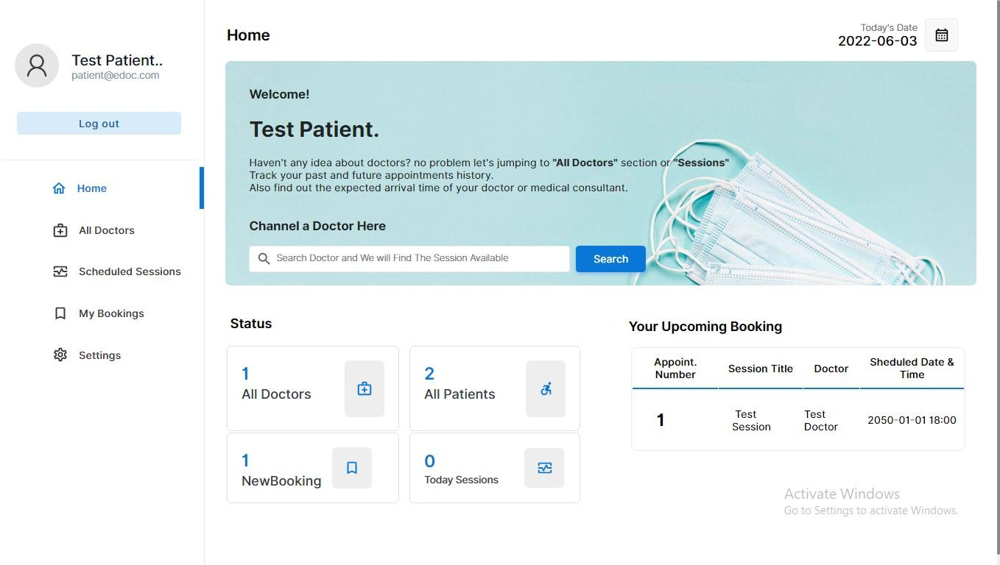 Test Patient..
patient@edoc.com
Log out
Home
All Doctors
Scheduled Sessions
My Bookings
Settings
Home
Today's Date
2022-06-03
Welcome!
Test Patient.
Haven't any idea about doctors? no problem let's jumping to "All Doctors" section or "Sessions"
Track your past and future appointments history.
Also find out the expected arrival time of your doctor or medical consultant.
Channel a Doctor Here
Search Doctor and We will Find The Session Available
Search
Status
1
All Doctors
2
All Patients
1
NewBooking
0
Today Sessions
Your Upcoming Booking
Appoint.
Number
Session Title
Doctor
Sheduled Date &
Time
1
Test
Session
Test
Doctor
2050-01-01 18:00
Activate Windows
Go to Settings to activate Windows.